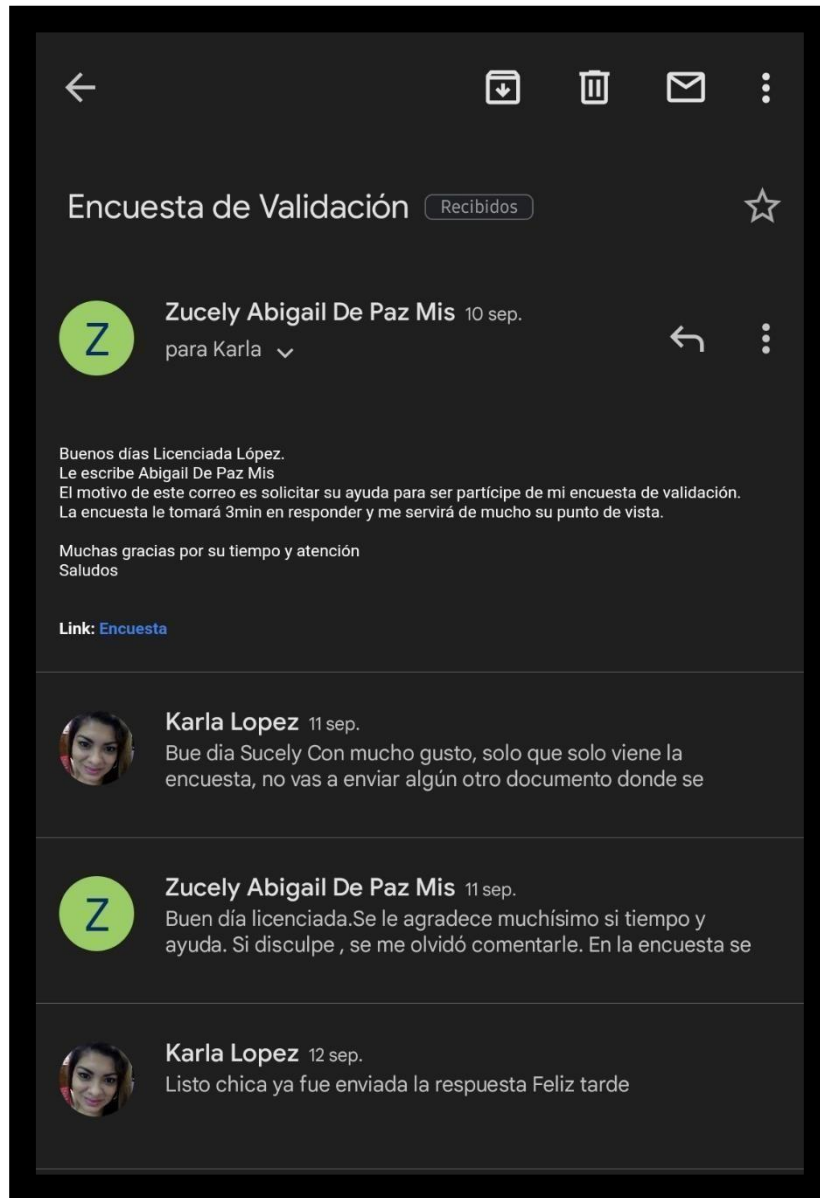 Encuesta de Validación Recibidos
Z
Zucely Abigail De Paz Mis 10 sep.
para Karla
Buenos días Licenciada López.
Le escribe Abigail De Paz Mis
El motivo de este correo es solicitar su ayuda para ser partícipe de mi encuesta de validación.
La encuesta le tomará 3min en responder y me servirá de mucho su punto de vista.
Muchas gracias por su tiempo y atención
Saludos
Link: Encuesta
Karla Lopez 11 sep.
Bue dia Sucely Con mucho gusto, solo que solo viene la
encuesta, no vas a enviar algún otro documento donde se
Z
Zucely Abigail De Paz Mis 11 sep.
Buen día licenciada.Se le agradece muchísimo si tiempo y
ayuda. Si disculpe , se me olvidó comentarle. En la encuesta se
Karla Lopez 12 sep.
Listo chica ya fue enviada la respuesta Feliz tarde